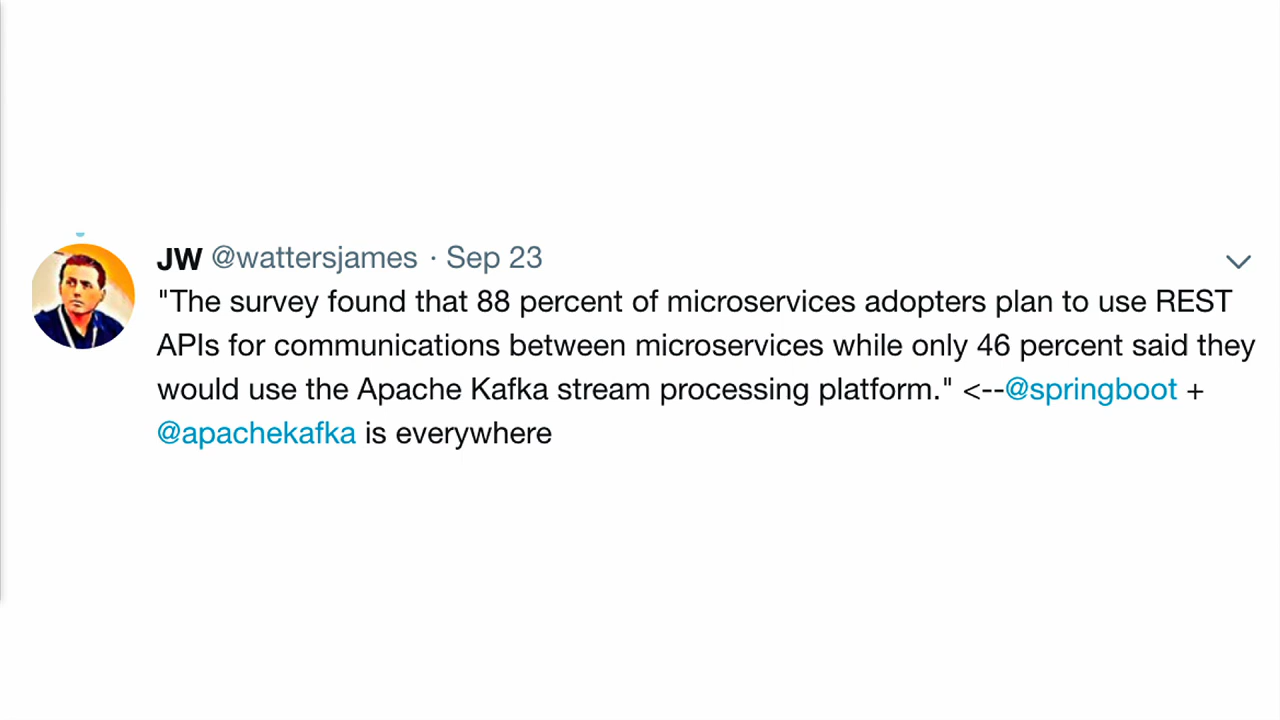 JW @wattersjames · Sep 23
"The survey found that 88 percent of microservices adopters plan to use REST
APIs for communications between microservices while only 46 percent said they
would use the Apache Kafka stream processing platform." <--@springboot +
@apachekafka is everywhere